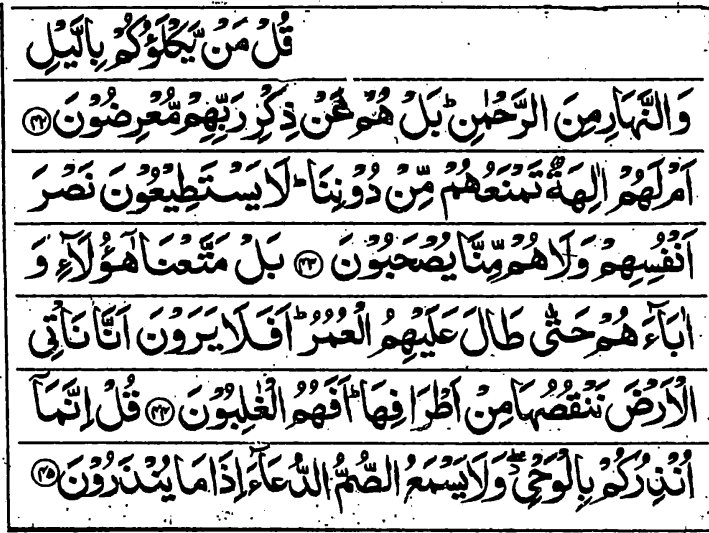 قُلْ مَنْ يَّكْلَؤُكُمْ بِالَّيْلِ
وَالنَّهَارِ مِنَ الرَّحْمٰنِ ؕ بَلْ هُمْ عَنْ ذِكْرِ رَبِّهِمْ مُّعْرِضُوْنَ ﴿۴۲﴾
اَمْ لَهُمْ اٰلِهَةٌ تَمْنَعُهُمْ مِّنْ دُوْنِنَا ؕ لَا يَسْتَطِيْعُوْنَ نَصْرَ
اَنْفُسِهِمْ وَلَا هُمْ مِّنَّا يُصْحَبُوْنَ ﴿۴۳﴾ بَلْ مَتَّعْنَا هٰۤؤُلَآءِ وَ
اٰبَآءَهُمْ حَتّٰى طَالَ عَلَيْهِمُ الْعُمُرُ ؕ اَفَلَا يَرَوْنَ اَنَّا نَاْتِى
الْاَرْضَ نَنْقُصُهَا مِنْ اَطْرَافِهَا ؕ اَفَهُمُ الْغٰلِبُوْنَ ﴿۴۴﴾ قُلْ اِنَّمَاۤ
اُنْذِرُكُمْ بِالْوَحْىِ ۖ وَلَا يَسْمَعُ الصُّمُّ الدُّعَآءَ اِذَا مَا يُنْذَرُوْنَ ﴿۴۵﴾